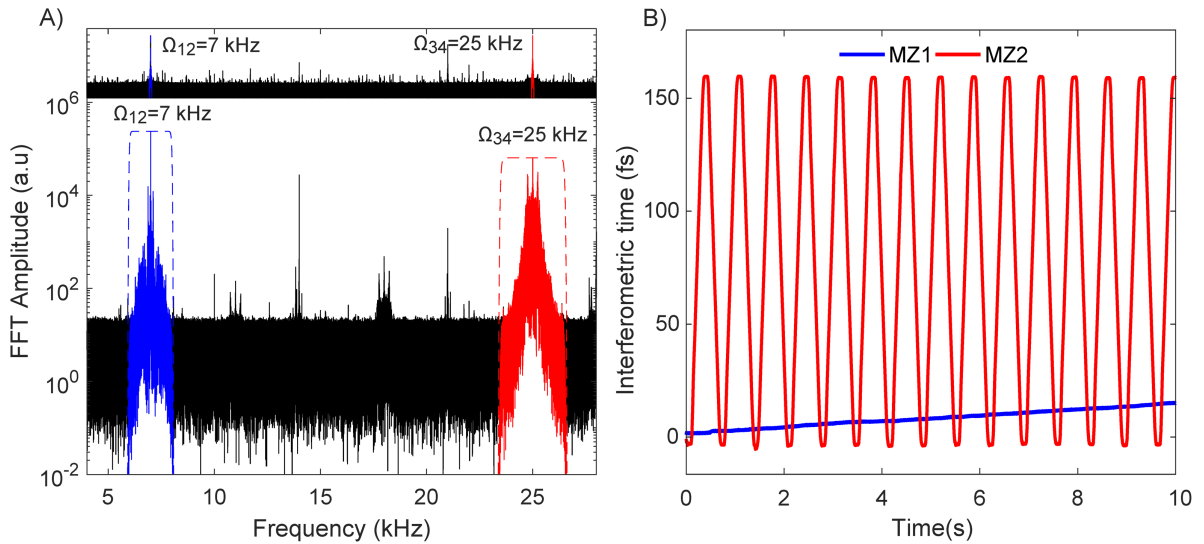 A)
Ω12=7 kHz
Ω34=25 kHz
Ω12=7 kHz
Ω34=25 kHz
10^6
10^4
10^2
10^0
10^-2
FFT Amplitude (a.u)
5 10 15 20 25
Frequency (kHz)
B)
MZ1 MZ2
150
100
50
0
Interferometric time (fs)
0 2 4 6 8 10
Time(s)